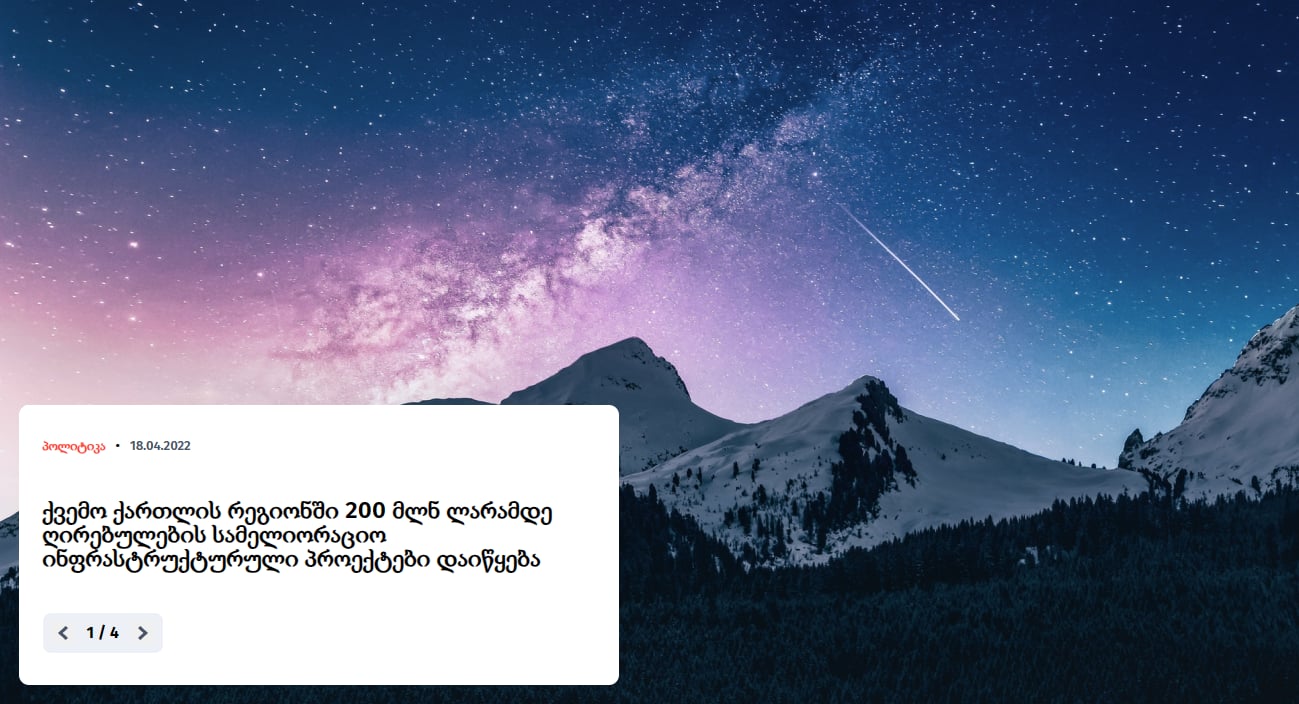 პოლიტიკა • 18.04.2022
ქვემო ქართლის რეგიონში 200 მლნ ლარამდე
ღირებულების სამელიორაციო
ინფრასტრუქტურული პროექტები დაიწყება
1 / 4